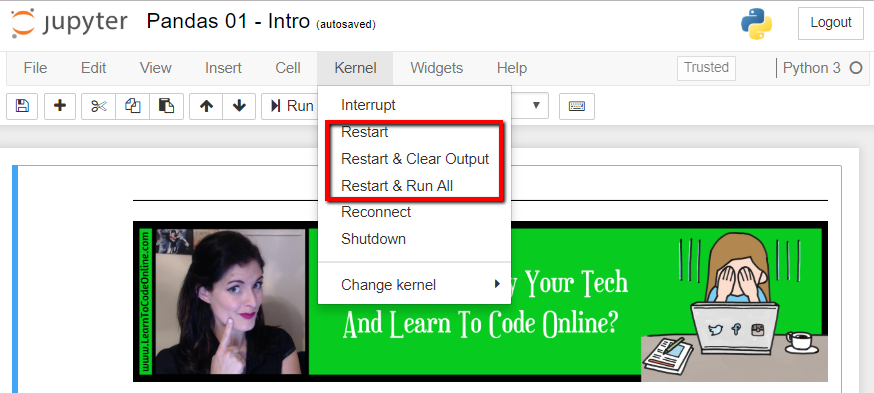 jupyter Pandas 01 - Intro (autosaved) Logout
File Edit View Insert Cell Kernel Widgets Help Trusted Python 3
Run
Interrupt
Restart
Restart & Clear Output
Restart & Run All
Reconnect
Shutdown
Change kernel
www.LearnToCodeOnline.com
Your Tech
And Learn To Code Online?